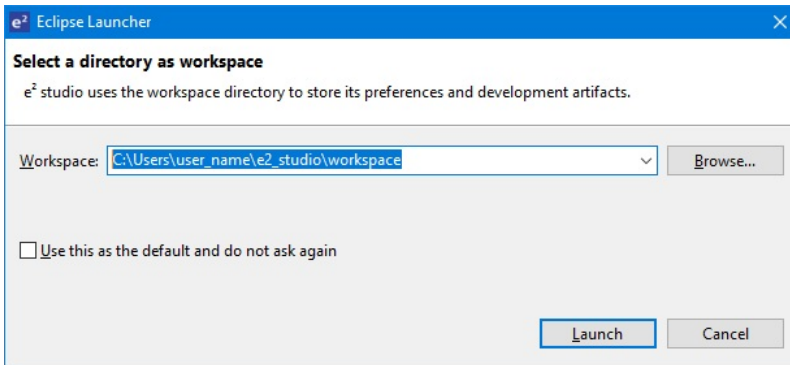 e² Eclipse Launcher
Select a directory as workspace
e² studio uses the workspace directory to store its preferences and development artifacts.
Workspace: C:\Users\user_name\e2_studio\workspace Browse...
Use this as the default and do not ask again
Launch Cancel